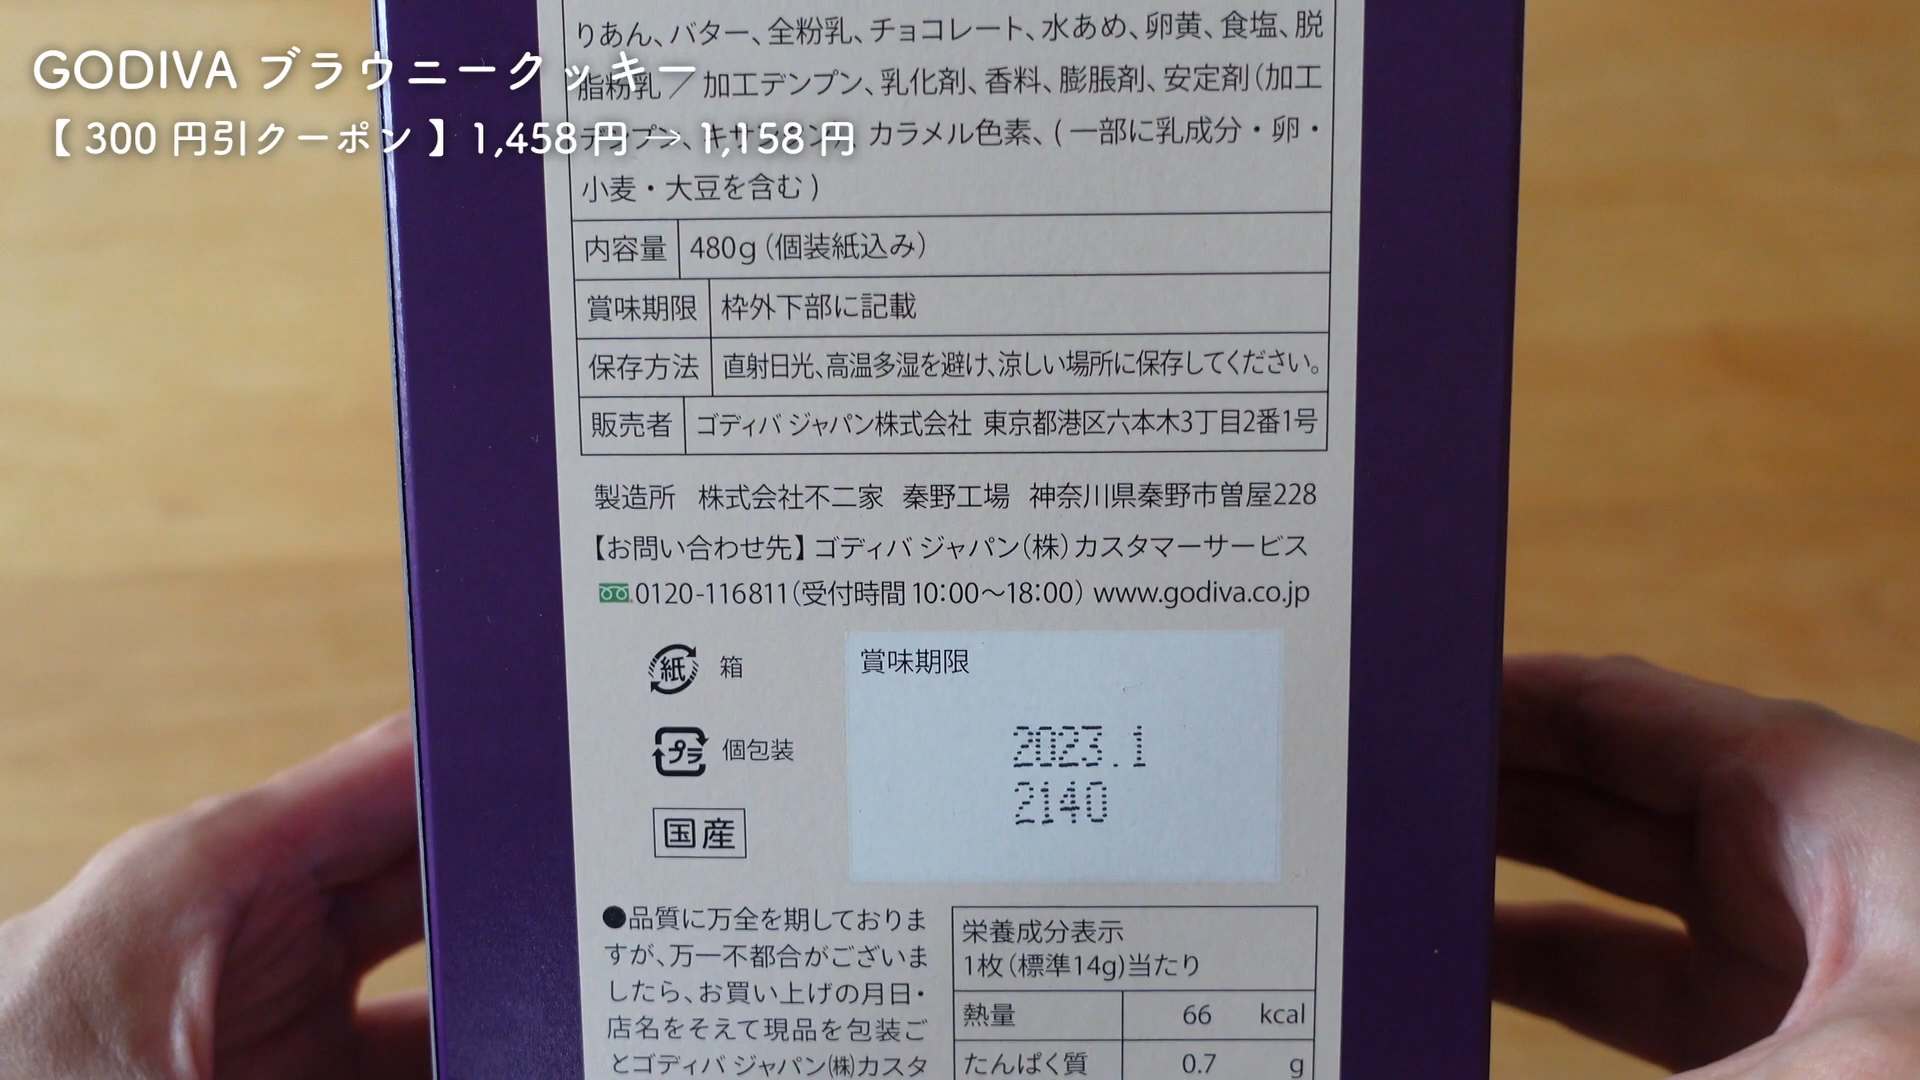 GODIVA ブラウニークッキー
【 300 円引クーポン 】1,458 円 → 1,158 円
りあん、バター、全粉乳、チョコレート、水あめ、卵黄、食塩、脱
脂粉乳／加工デンプン、乳化剤、香料、膨脹剤、安定剤（加工
デンプン、キサンタン）、カラメル色素、( 一部に乳成分・卵・
小麦・大豆を含む )
内容量 480g（個装紙込み）
賞味期限 枠外下部に記載
保存方法 直射日光、高温多湿を避け、涼しい場所に保存してください。
販売者 ゴディバ ジャパン株式会社 東京都港区六本木3丁目2番1号
製造所 株式会社不二家 秦野工場 神奈川県秦野市曽屋228
【お問い合わせ先】ゴディバ ジャパン（株）カスタマーサービス
0120-116811（受付時間 10：00～18：00）www.godiva.co.jp
紙 箱
プラ 個包装
国産
賞味期限
2023.1
2140
●品質に万全を期しておりま
すが、万一不都合がございま
したら、お買い上げの月日・
店名をそえて現品を包装ご
とゴディバ ジャパン㈱カスタ
栄養成分表示
1枚（標準14g)当たり
熱量 66 kcal
たんぱく質 0.7 g